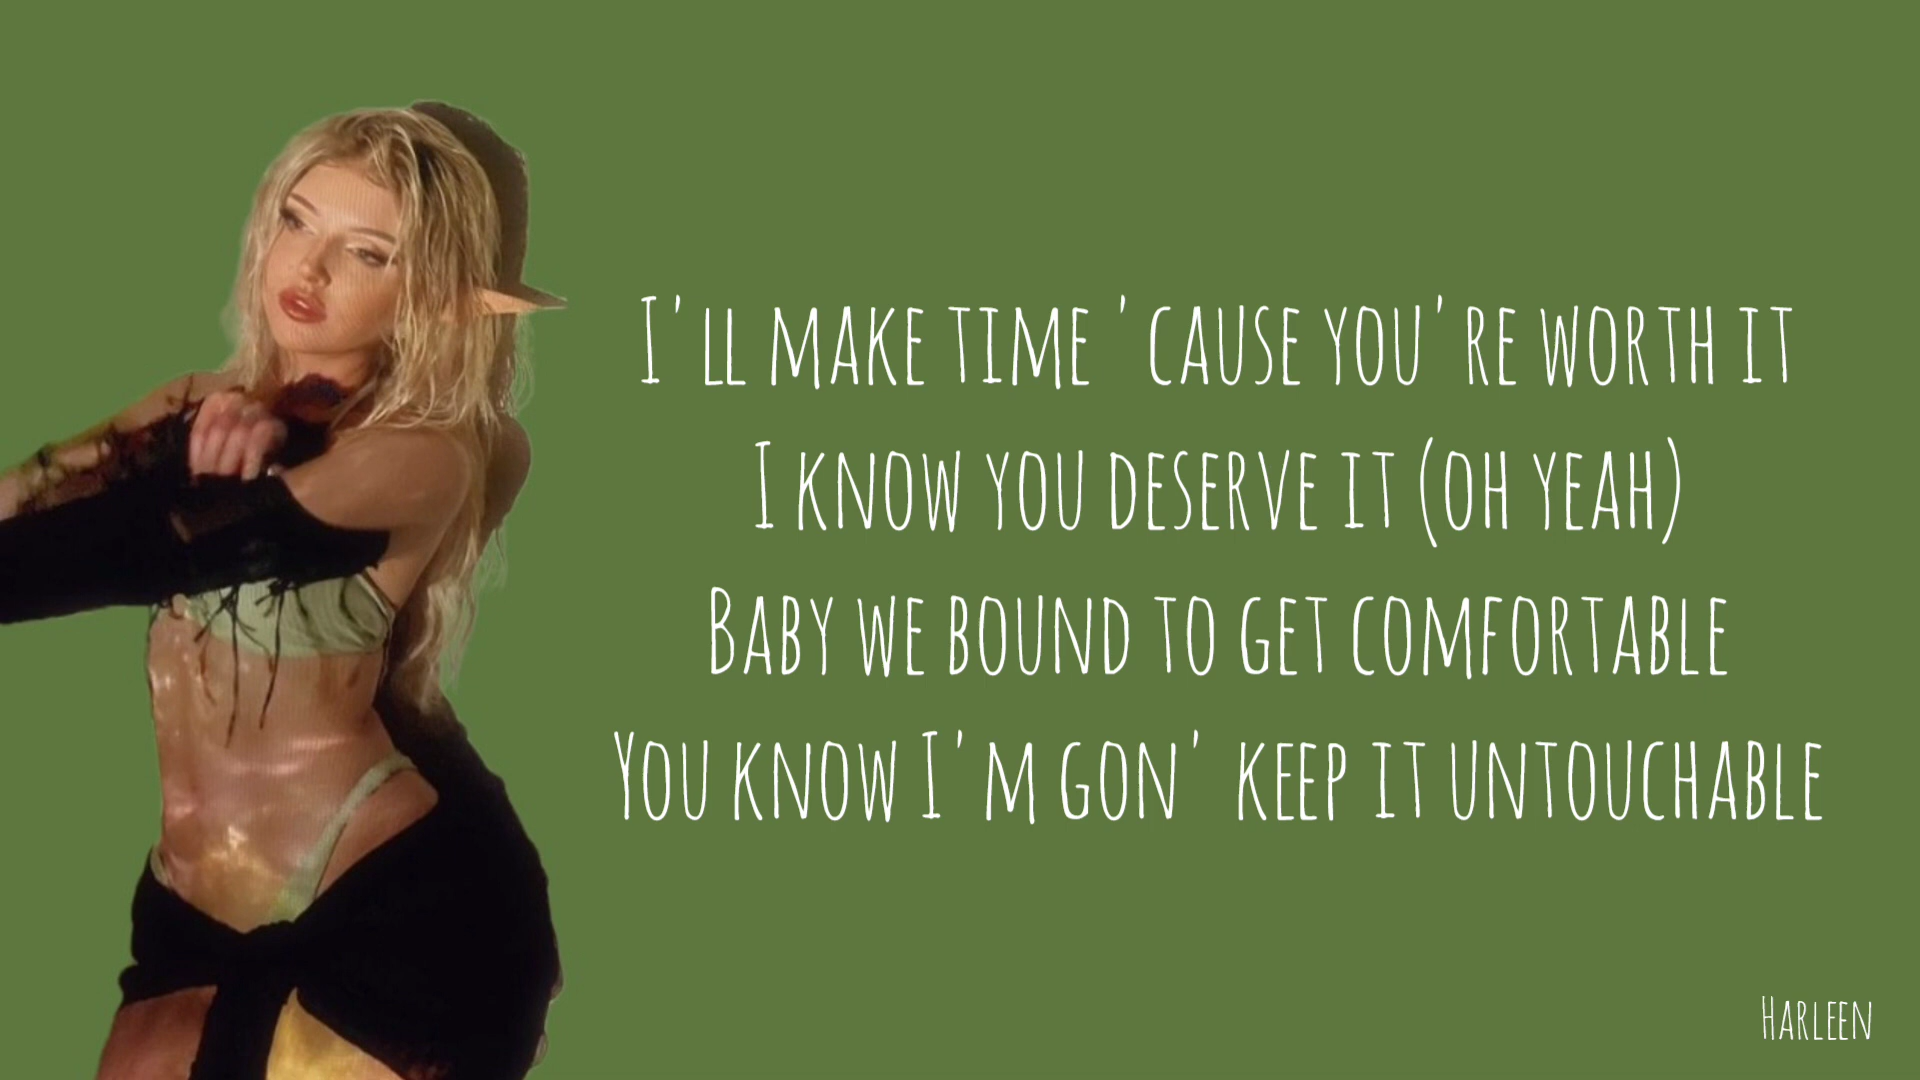 I'll make time 'cause you're worth it
I know you deserve it (oh yeah)
Baby we bound to get comfortable
You know I'm gon' keep it untouchable
Harleen